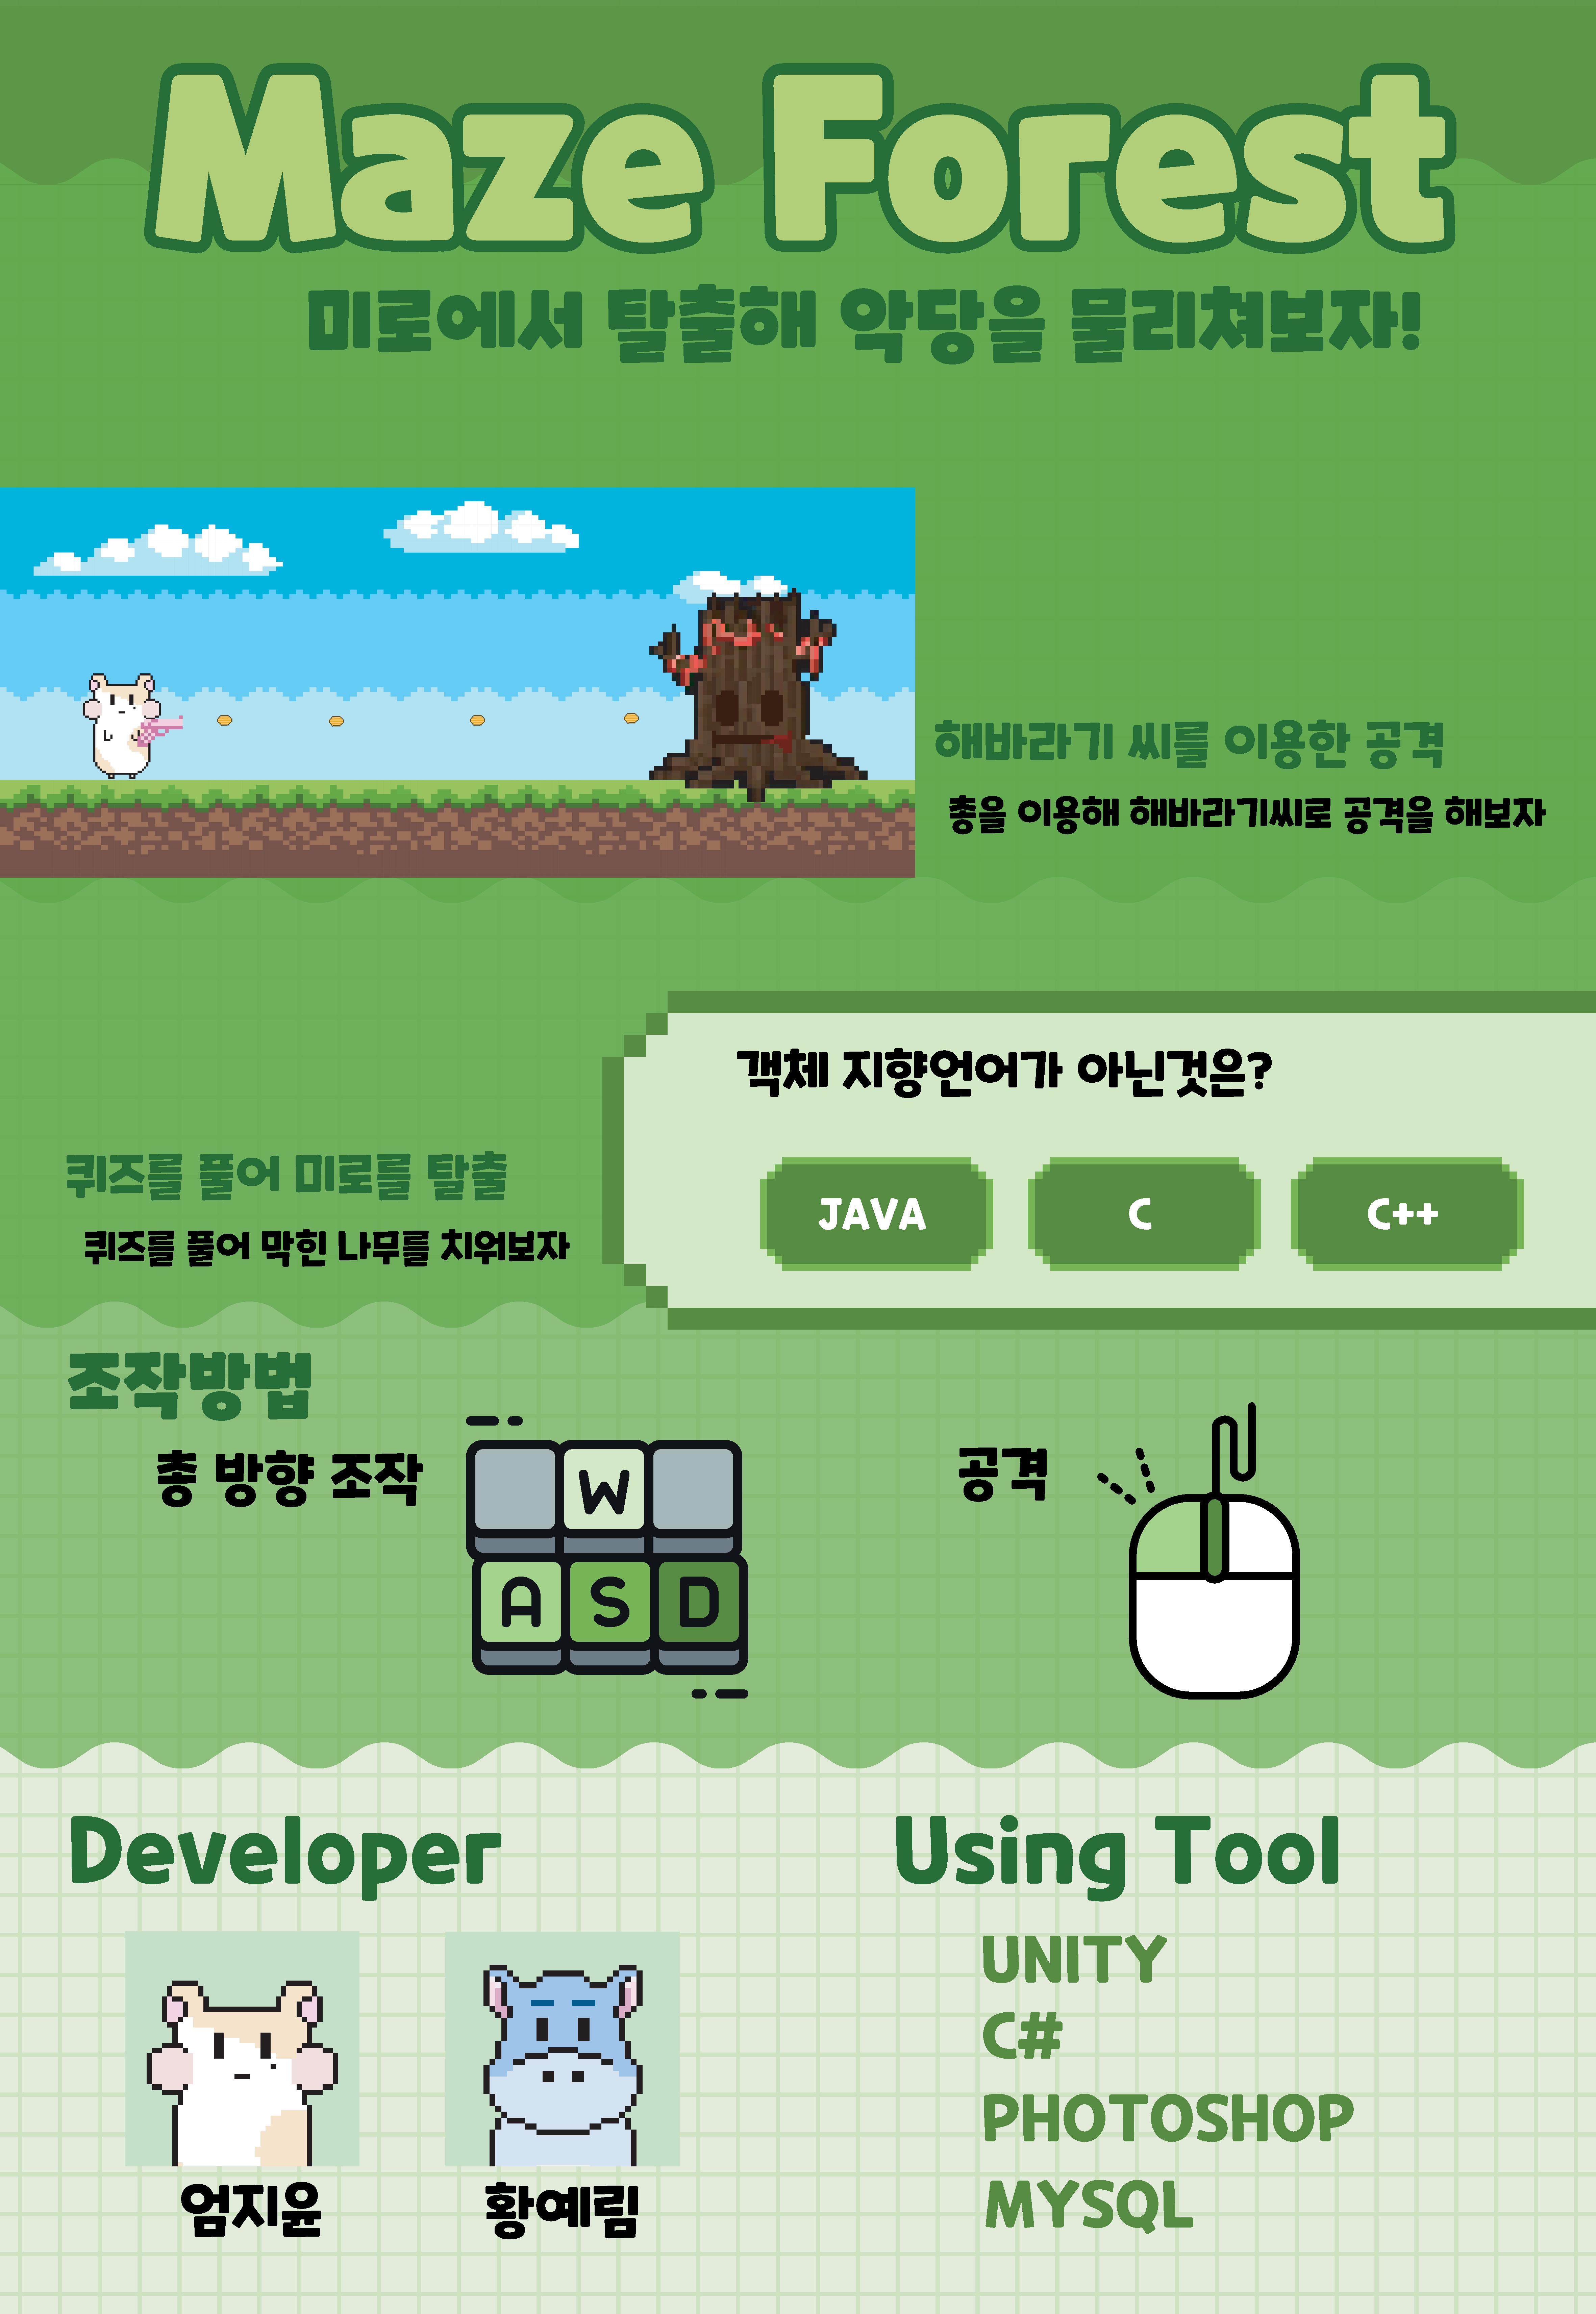 Maze Forest
미로에서 탈출해 악당을 물리쳐보자!
해바라기 씨를 이용한 공격
총을 이용해 해바라기씨로 공격을 해보자
객체 지향언어가 아닌것은?
JAVA
C
C++
퀴즈를 풀어 미로를 탈출
퀴즈를 풀어 막힌 나무를 치워보자
조작방법
총 방향 조작
W
A S D
공격
Developer
엄지윤
황예림
Using Tool
UNITY
C#
PHOTOSHOP
MYSQL